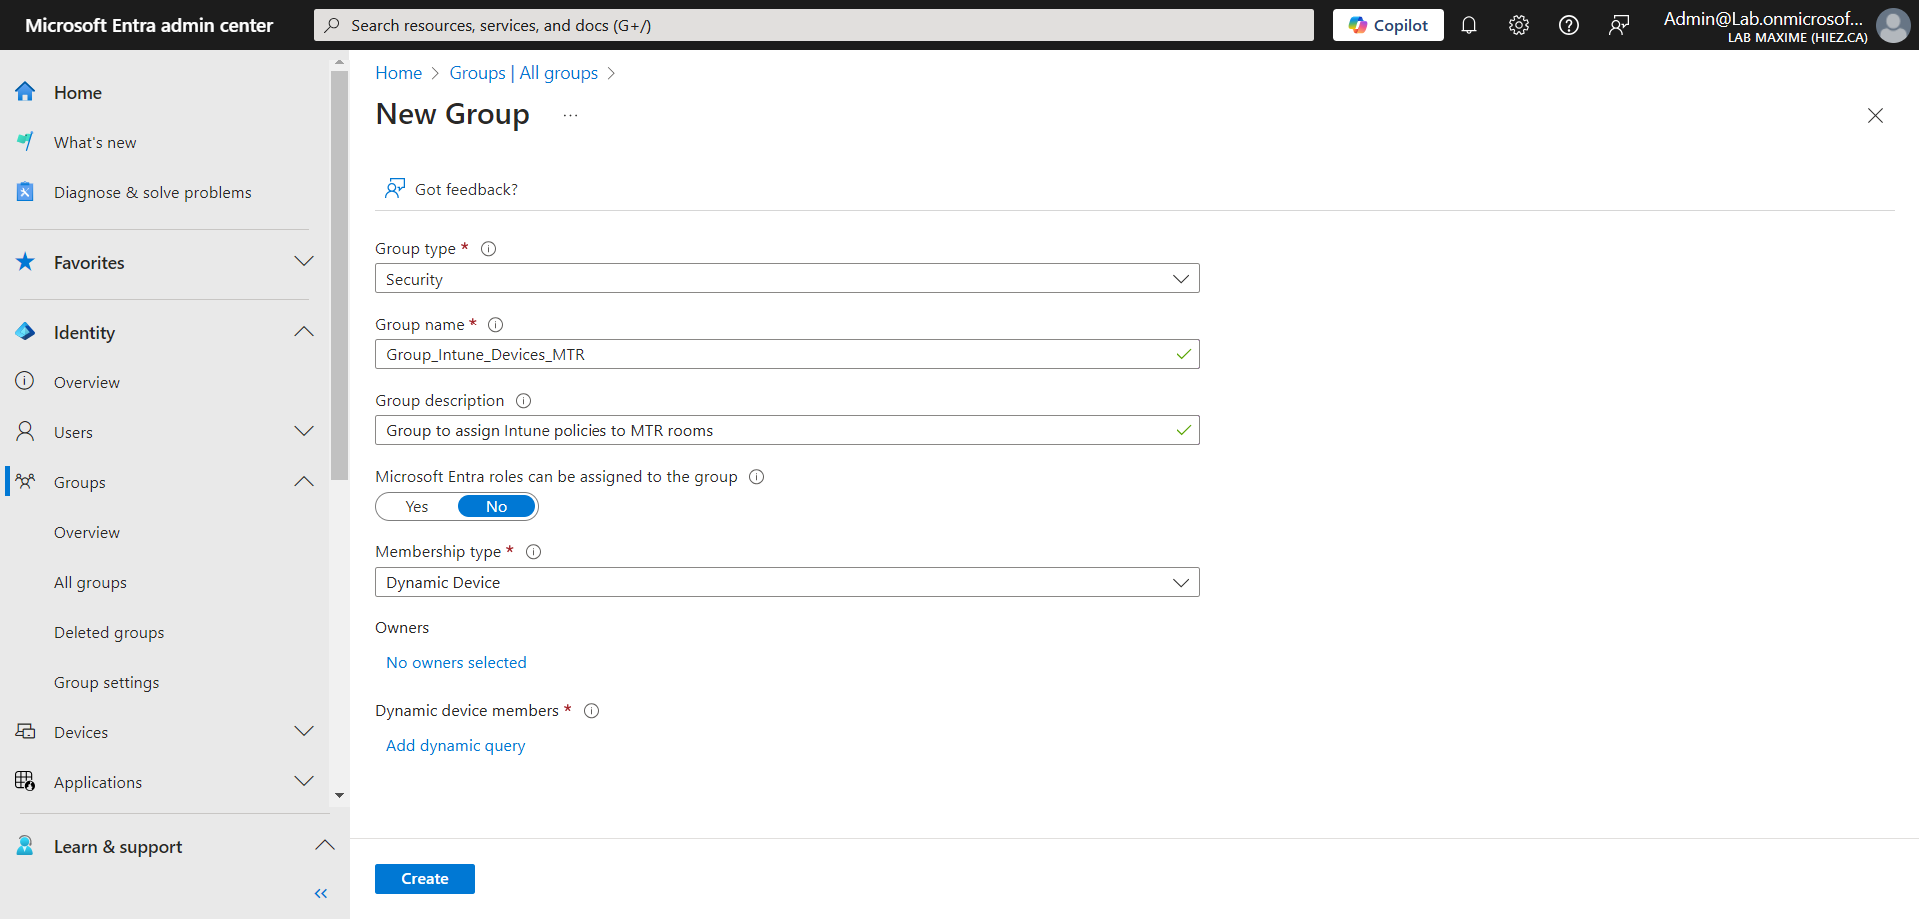 Microsoft Entra admin center
Search resources, services, and docs (G+/)
Copilot
Admin@Lab.onmicrosof...
LAB MAXIME (HIEZ.CA)
Home
What's new
Diagnose & solve problems
Favorites
Identity
Overview
Users
Groups
Overview
All groups
Deleted groups
Group settings
Devices
Applications
Learn & support
Home > Groups | All groups >
New Group ...
Got feedback?
Group type *
Security
Group name *
Group_Intune_Devices_MTR
Group description
Group to assign Intune policies to MTR rooms
Microsoft Entra roles can be assigned to the group
Yes No
Membership type *
Dynamic Device
Owners
No owners selected
Dynamic device members *
Add dynamic query
Create